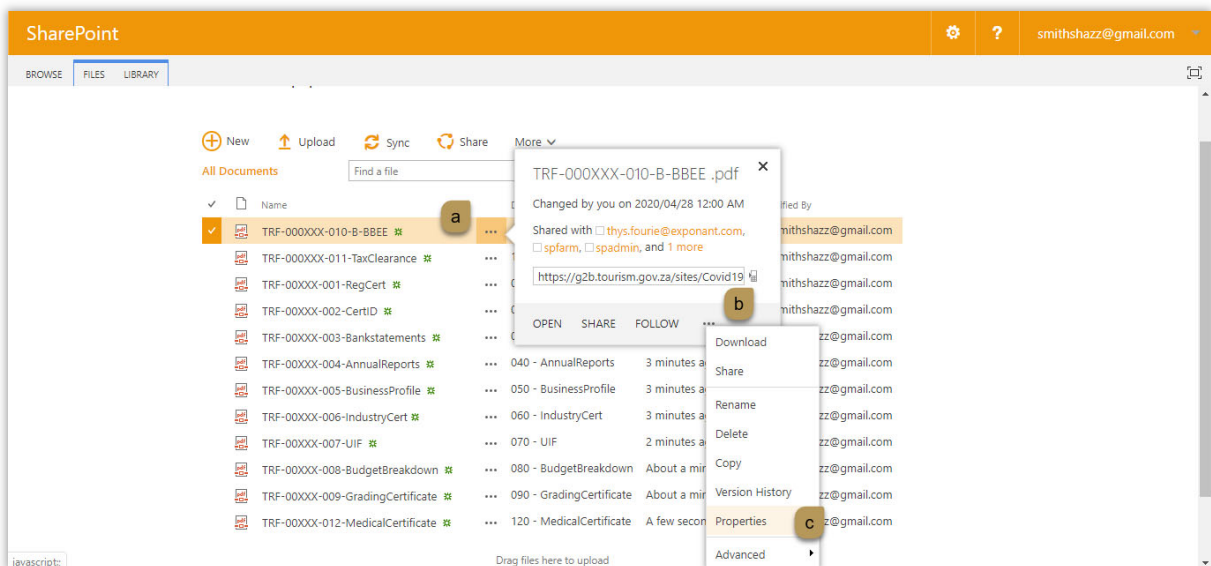 SharePoint
? smithshazz@gmail.com
BROWSE FILES LIBRARY
New Upload Sync Share More
All Documents Find a file
TRF-000XXX-010-B-BBEE .pdf
Changed by you on 2020/04/28 12:00 AM
Shared with thys.fourie@exponant.com,
spfarm, spadmin, and 1 more
https://g2b.tourism.gov.za/sites/Covid19
OPEN SHARE FOLLOW ...
Name
a
b
c
TRF-000XXX-010-B-BBEE ... mithshazz@gmail.com
TRF-000XXX-011-TaxClearance ... mithshazz@gmail.com
TRF-00XXX-001-RegCert ... mithshazz@gmail.com
TRF-00XXX-002-CertID ... mithshazz@gmail.com
TRF-00XXX-003-Bankstatements ... zz@gmail.com
TRF-00XXX-004-AnnualReports ... 040 - AnnualReports 3 minutes a zz@gmail.com
TRF-00XXX-005-BusinessProfile ... 050 - BusinessProfile 3 minutes a zz@gmail.com
TRF-00XXX-006-IndustryCert ... 060 - IndustryCert 3 minutes a zz@gmail.com
TRF-00XXX-007-UIF ... 070 - UIF 2 minutes a zz@gmail.com
TRF-00XXX-008-BudgetBreakdown ... 080 - BudgetBreakdown About a mi zz@gmail.com
TRF-00XXX-009-GradingCertificate ... 090 - GradingCertificate About a mi zz@gmail.com
TRF-00XXX-012-MedicalCertificate ... 120 - MedicalCertificate A few secon z@gmail.com
Download
Share
Rename
Delete
Copy
Version History
Properties
Advanced
Drag files here to upload
javascript:;